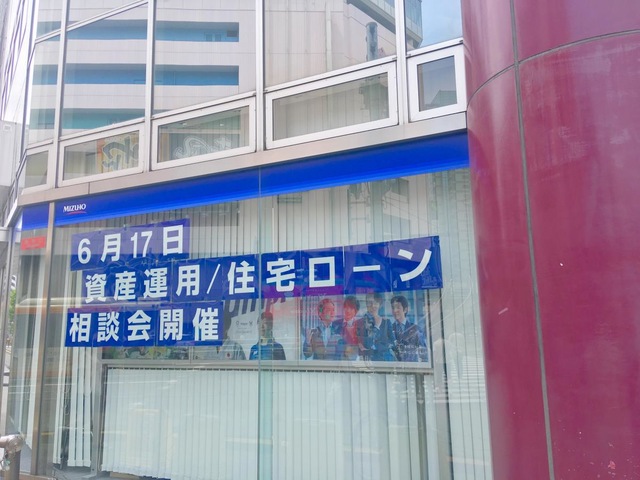 MIZUHO
6月17日
資産運用/住宅ローン
相談会開催